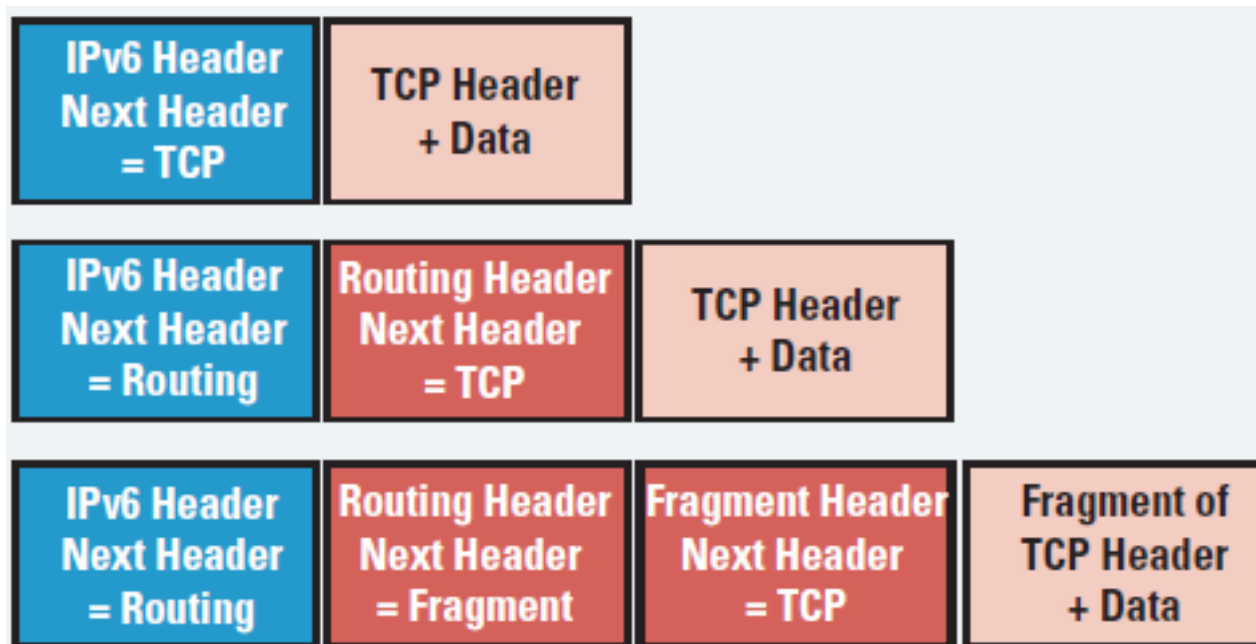 IPv6 Header
Next Header
= TCP
TCP Header
+ Data
IPv6 Header
Next Header
= Routing
Routing Header
Next Header
= TCP
TCP Header
+ Data
IPv6 Header
Next Header
= Routing
Routing Header
Next Header
= Fragment
Fragment Header
Next Header
= TCP
Fragment of
TCP Header
+ Data